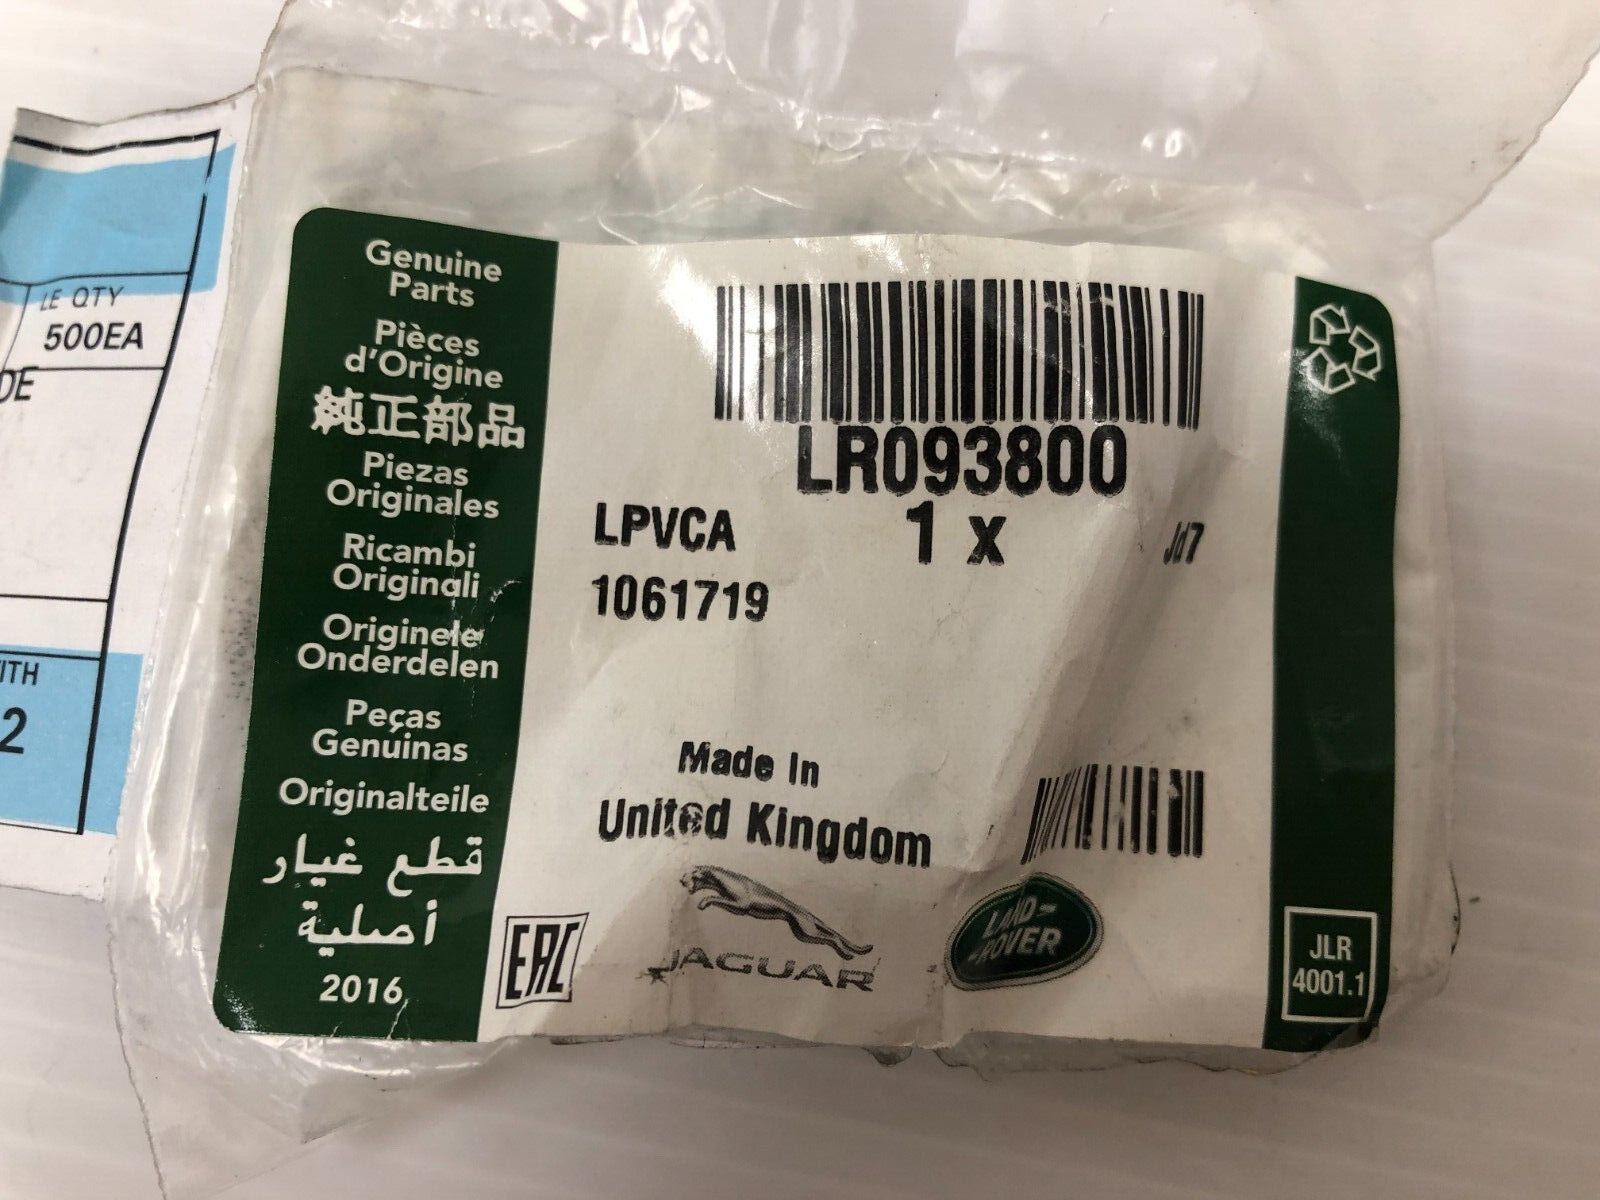 LE QTY
500EA
DE
ITH
2
Genuine
Parts
Pièces
d'Origine
純正部品
Piezas
Originales
Ricambi
Originali
Originele
Onderdelen
Peças
Genuinas
Originalteile
قطع غيار
أصلية
2016
LR093800
LPVCA
1 x
Jd7
1061719
Made In
United Kingdom
EAC
JAGUAR
LAND-
ROVER
JLR
4001.1